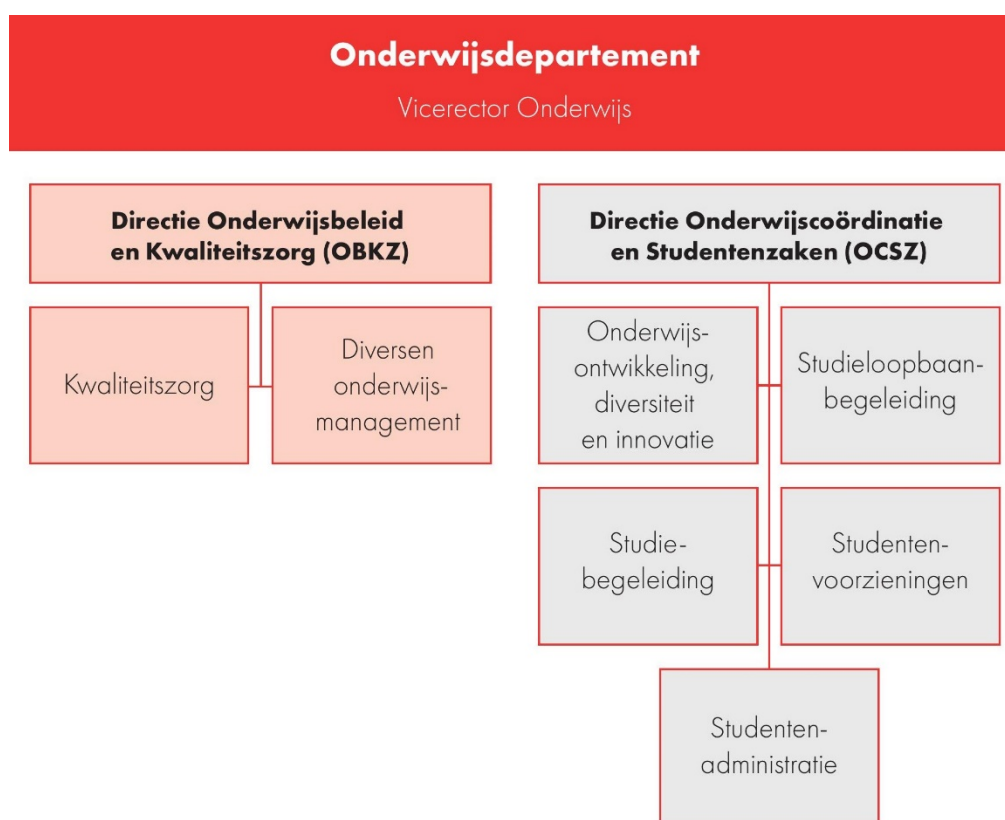 Onderwijsdepartement
Vicerector Onderwijs
Directie Onderwijsbeleid
en Kwaliteitszorg (OBKZ)
Kwaliteitszorg
Diversen
onderwijs-
management
Directie Onderwijscoördinatie
en Studentenzaken (OCSZ)
Onderwijs-
ontwikkeling,
diversiteit
en innovatie
Studieloopbaan-
begeleiding
Studie-
begeleiding
Studenten-
voorzieningen
Studenten-
administratie